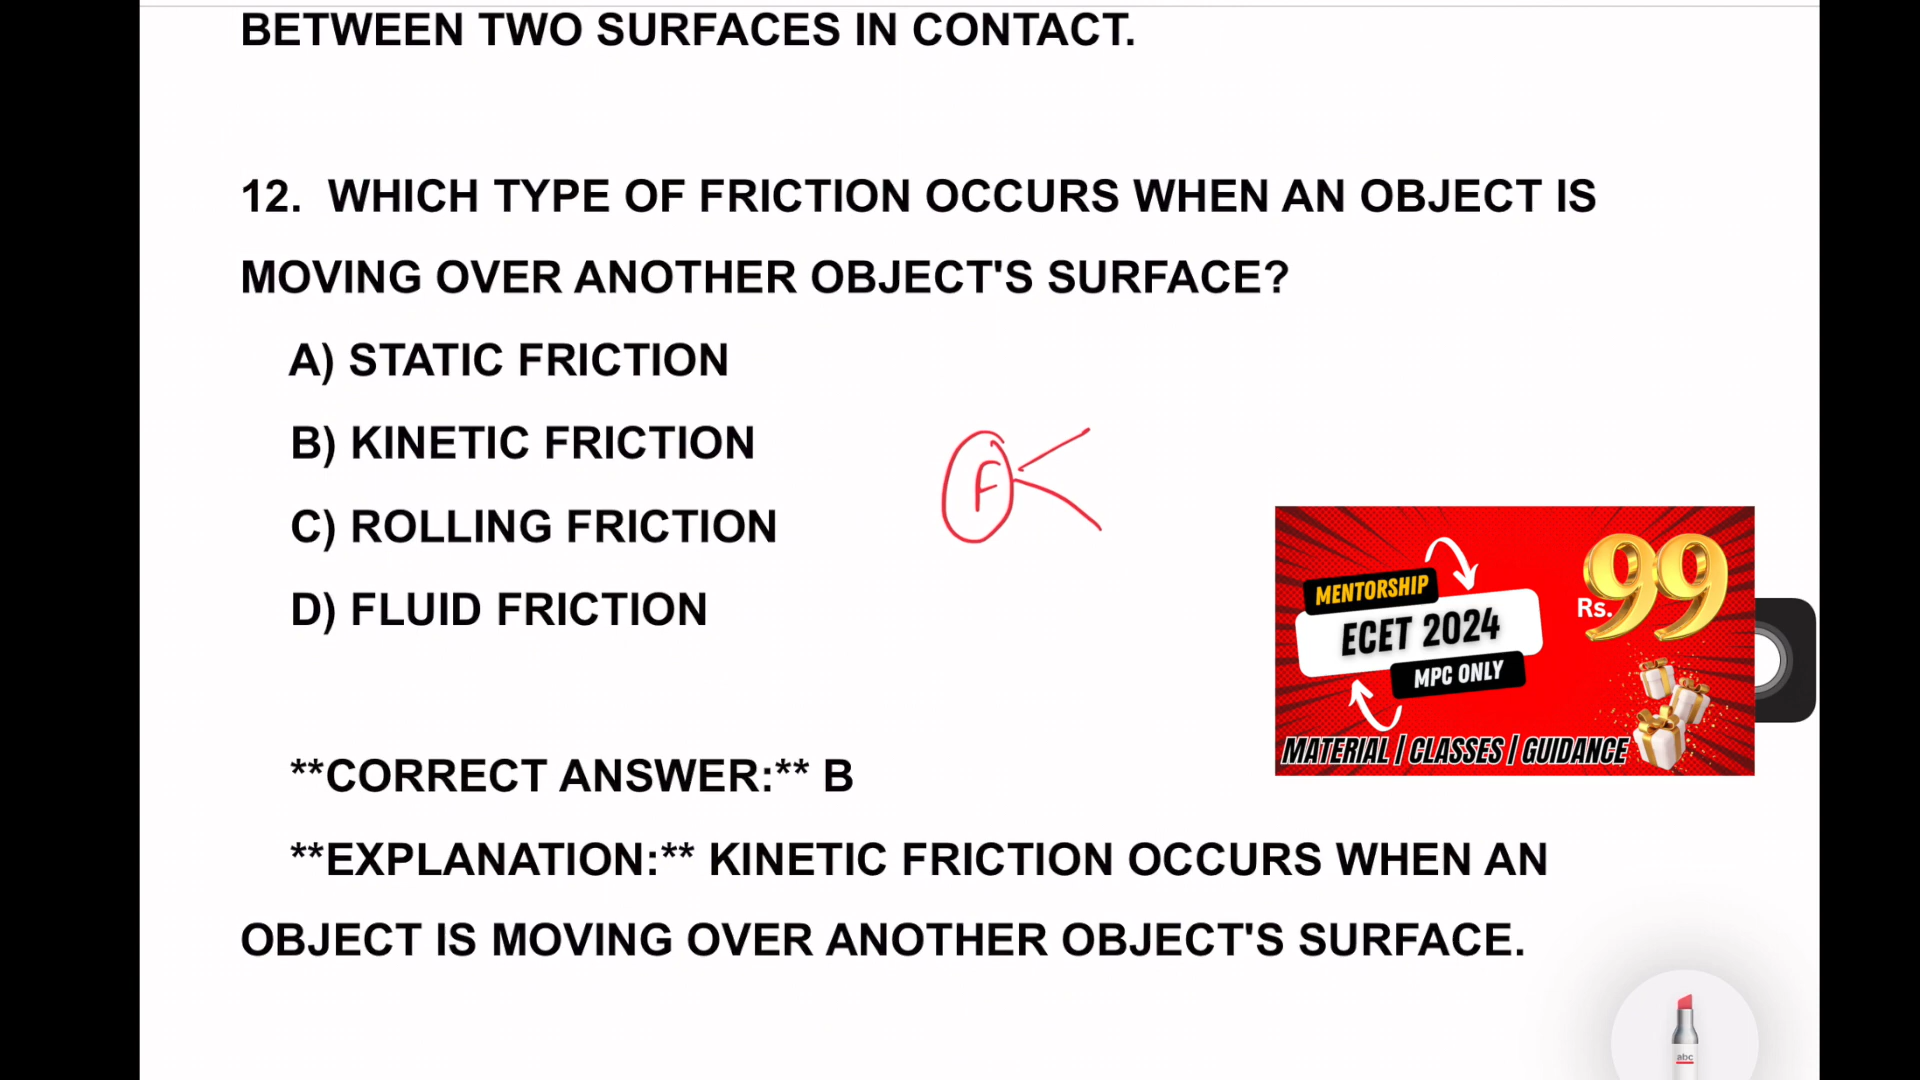 BETWEEN TWO SURFACES IN CONTACT.
12. WHICH TYPE OF FRICTION OCCURS WHEN AN OBJECT IS
MOVING OVER ANOTHER OBJECT'S SURFACE?
A) STATIC FRICTION
B) KINETIC FRICTION
C) ROLLING FRICTION
D) FLUID FRICTION
F
MENTORSHIP
ECET 2024
MPC ONLY
Rs. 99
MATERIAL | CLASSES | GUIDANCE
**CORRECT ANSWER:** B
**EXPLANATION:** KINETIC FRICTION OCCURS WHEN AN
OBJECT IS MOVING OVER ANOTHER OBJECT'S SURFACE.
abc